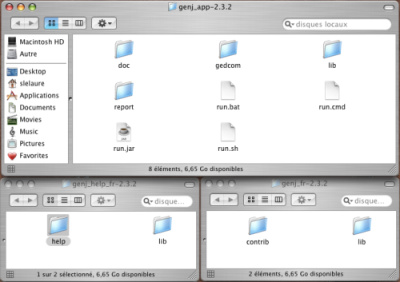 genj_app-2.3.2
disques locaux
Macintosh HD
Autre
Desktop
slelaure
Applications
Documents
Movies
Music
Pictures
Favorites
doc
gedcom
lib
report
run.bat
run.cmd
run.jar
run.sh
8 éléments, 6,65 Go disponibles
genj_help_fr-2.3.2
disque...
help
lib
1 sur 2 sélectionné, 6,65 Go disponibles
genj_fr-2.3.2
disque...
contrib
lib
2 éléments, 6,65 Go disponibles